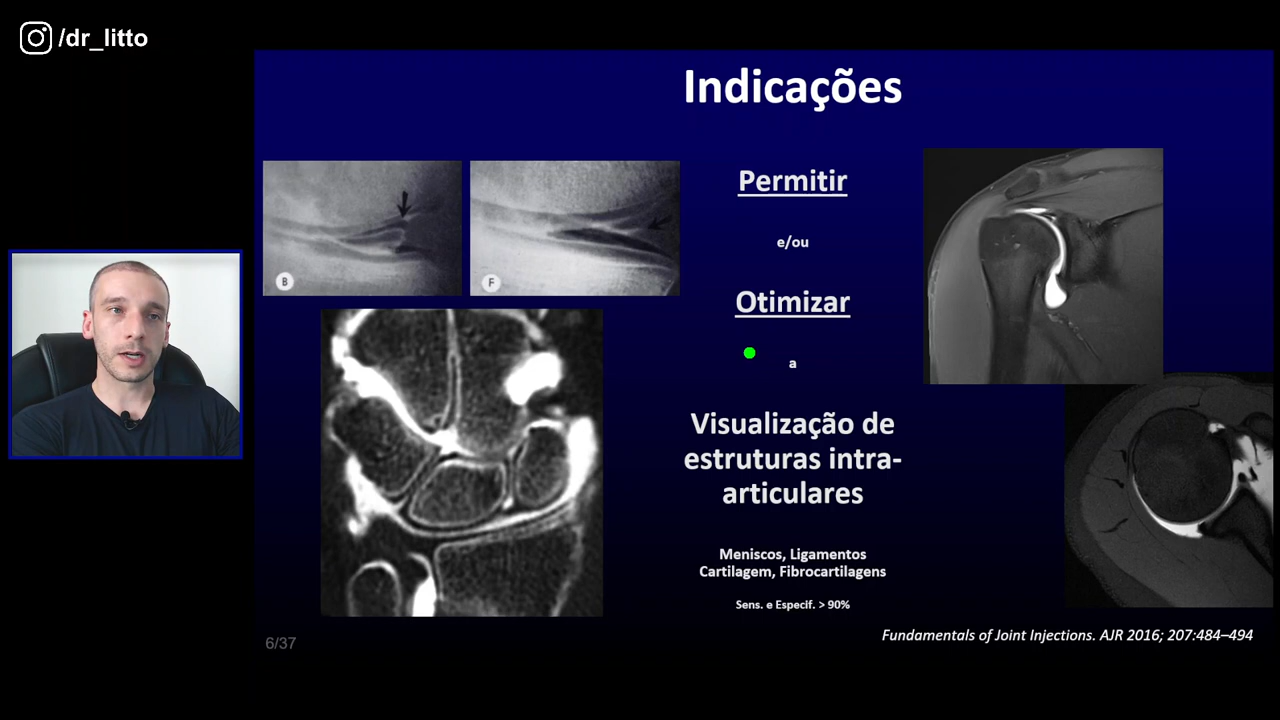 /dr_litto
Indicações
B
F
Permitir
e/ou
Otimizar
a
Visualização de
estruturas intra-
articulares
Meniscos, Ligamentos
Cartilagem, Fibrocartilagens
Sens. e Especif. > 90%
6/37
Fundamentals of Joint Injections. AJR 2016; 207:484–494